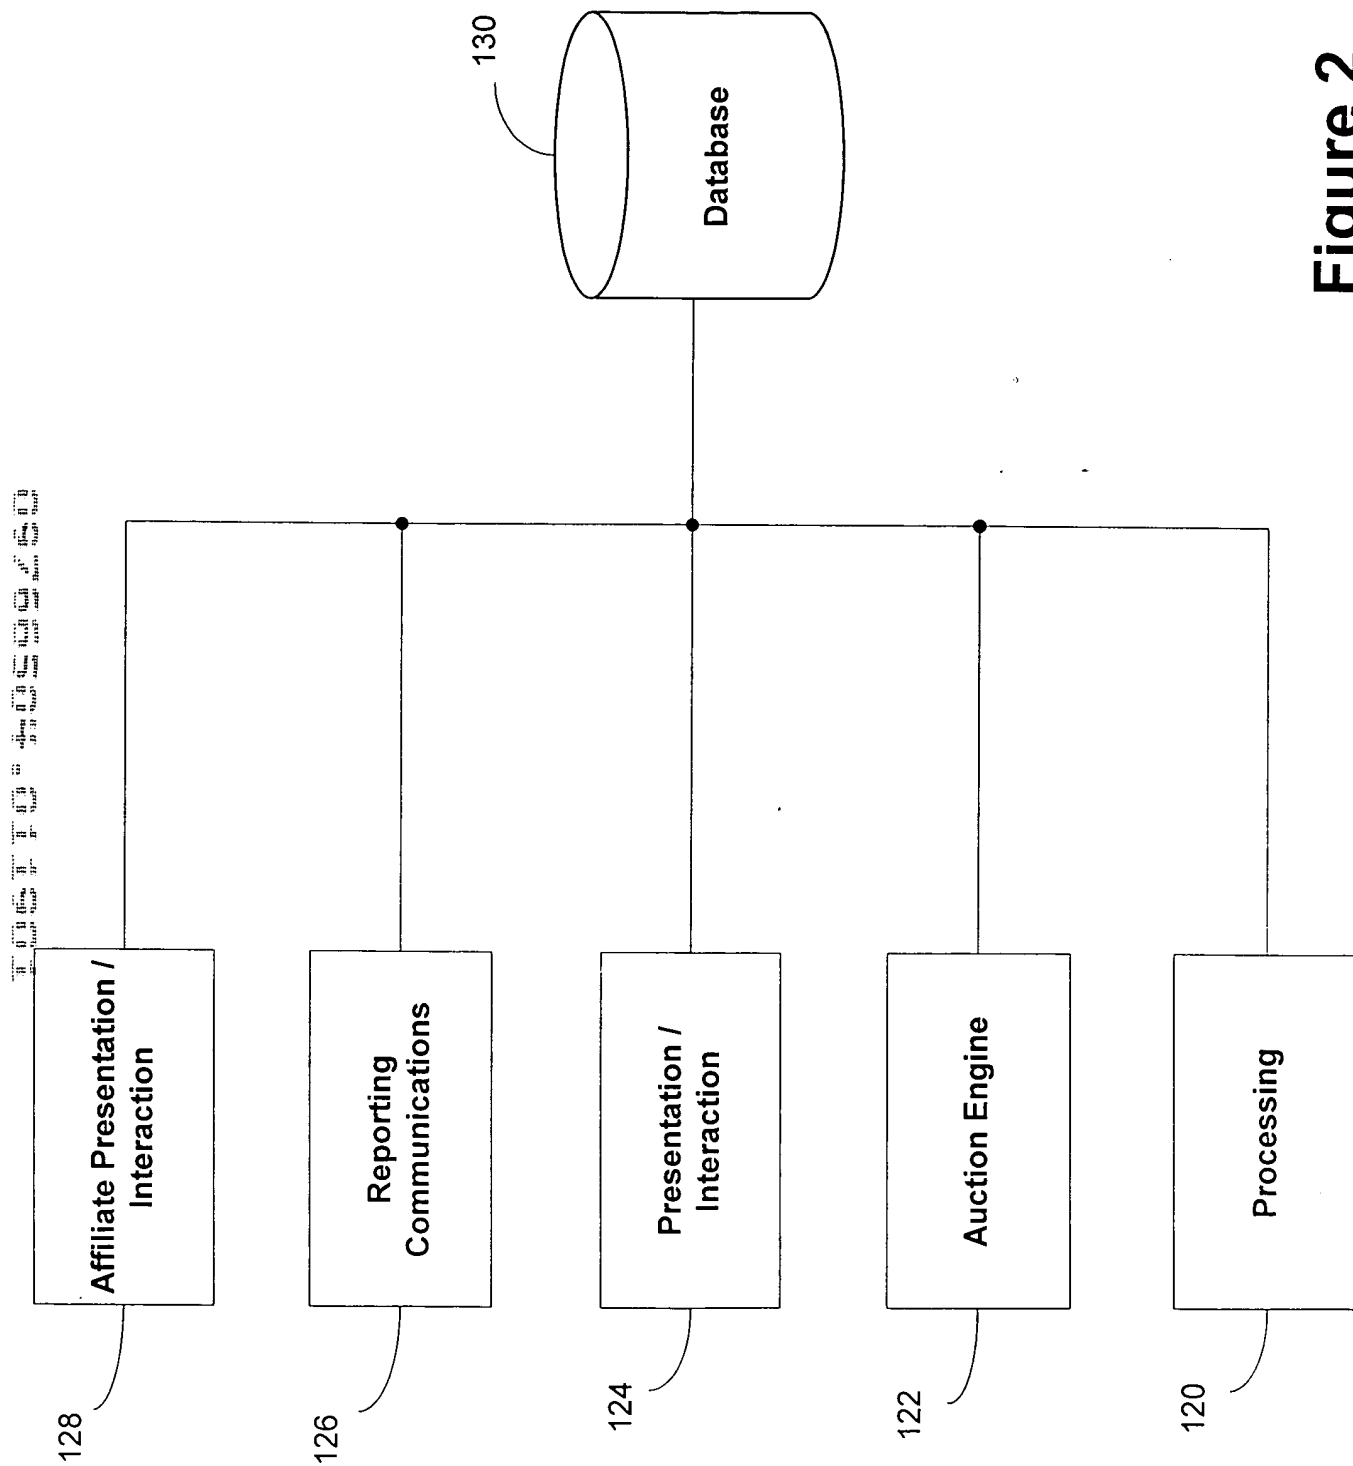 128
Affiliate Presentation /
Interaction
126
Reporting
Communications
130
124
Presentation /
Interaction
Database
122
Auction Engine
120
Processing
Figure 2